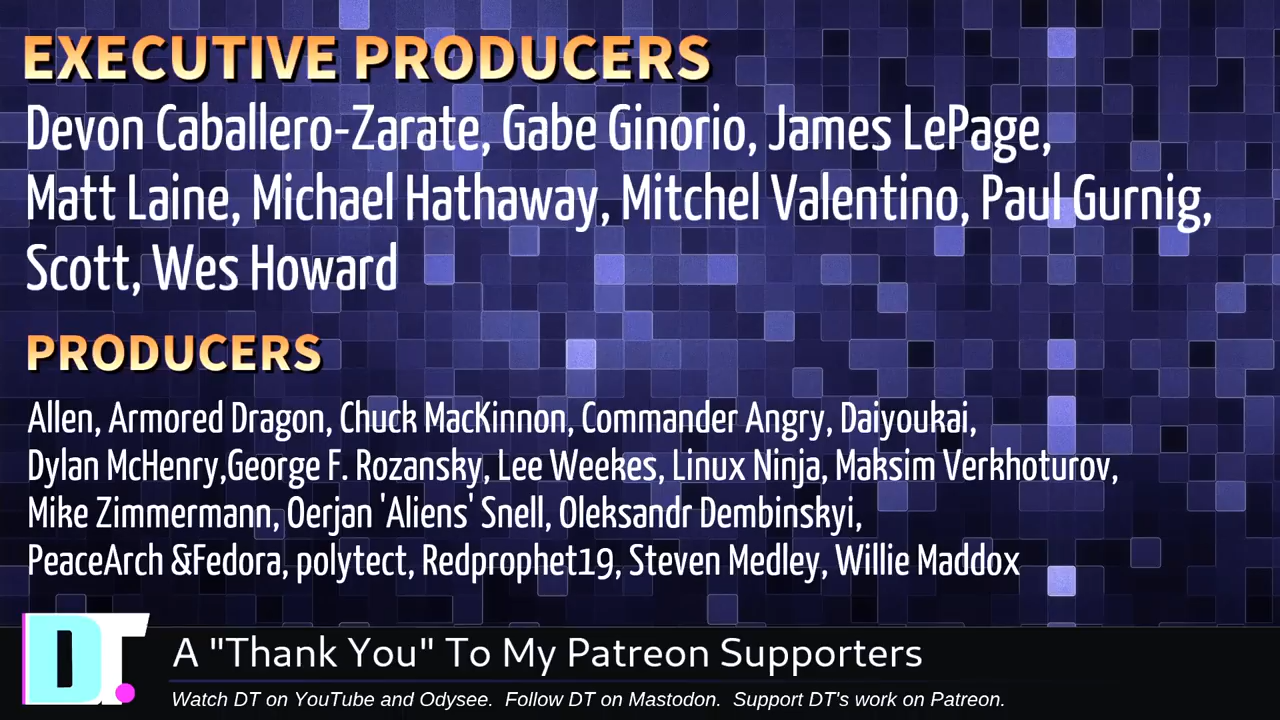 EXECUTIVE PRODUCERS
Devon Caballero-Zarate, Gabe Ginorio, James LePage,
Matt Laine, Michael Hathaway, Mitchel Valentino, Paul Gurnig,
Scott, Wes Howard
PRODUCERS
Allen, Armored Dragon, Chuck MacKinnon, Commander Angry, Daiyoukai,
Dylan McHenry,George F. Rozansky, Lee Weekes, Linux Ninja, Maksim Verkhoturov,
Mike Zimmermann, Oerjan 'Aliens' Snell, Oleksandr Dembinskyi,
PeaceArch &Fedora, polytect, Redprophet19, Steven Medley, Willie Maddox
DT.
A "Thank You" To My Patreon Supporters
Watch DT on YouTube and Odysee. Follow DT on Mastodon. Support DT's work on Patreon.